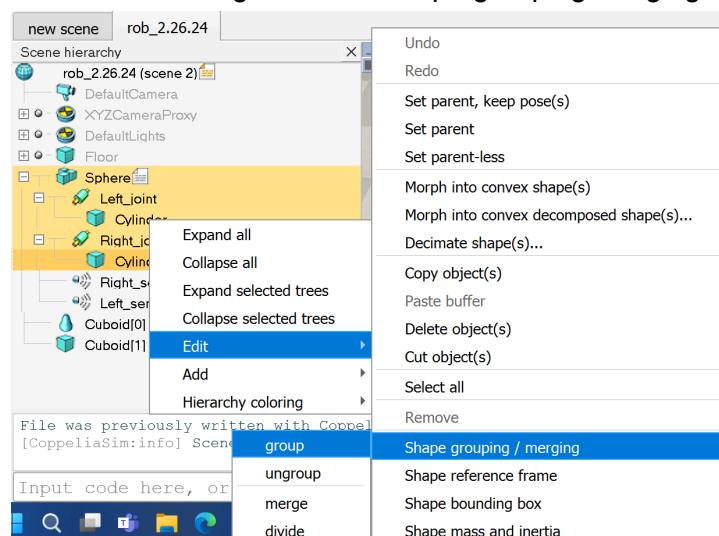 new scene
rob_2.26.24
Scene hierarchy
rob_2.26.24 (scene 2)
DefaultCamera
XYZCameraProxy
DefaultLights
Floor
Sphere
Left_joint
Cylinder
Right_jo
Cylind
Right_se
Left_sen
Cuboid[0]
Cuboid[1]
Expand all
Collapse all
Expand selected trees
Collapse selected trees
Edit
Add
Hierarchy coloring
Undo
Redo
Set parent, keep pose(s)
Set parent
Set parent-less
Morph into convex shape(s)
Morph into convex decomposed shape(s)...
Decimate shape(s)...
Copy object(s)
Paste buffer
Delete object(s)
Cut object(s)
Select all
Remove
Shape grouping / merging
Shape reference frame
Shape bounding box
Shape mass and inertia
group
ungroup
merge
divide
File was previously written with Coppel
[CoppeliaSim:info] Scene
Input code here, or